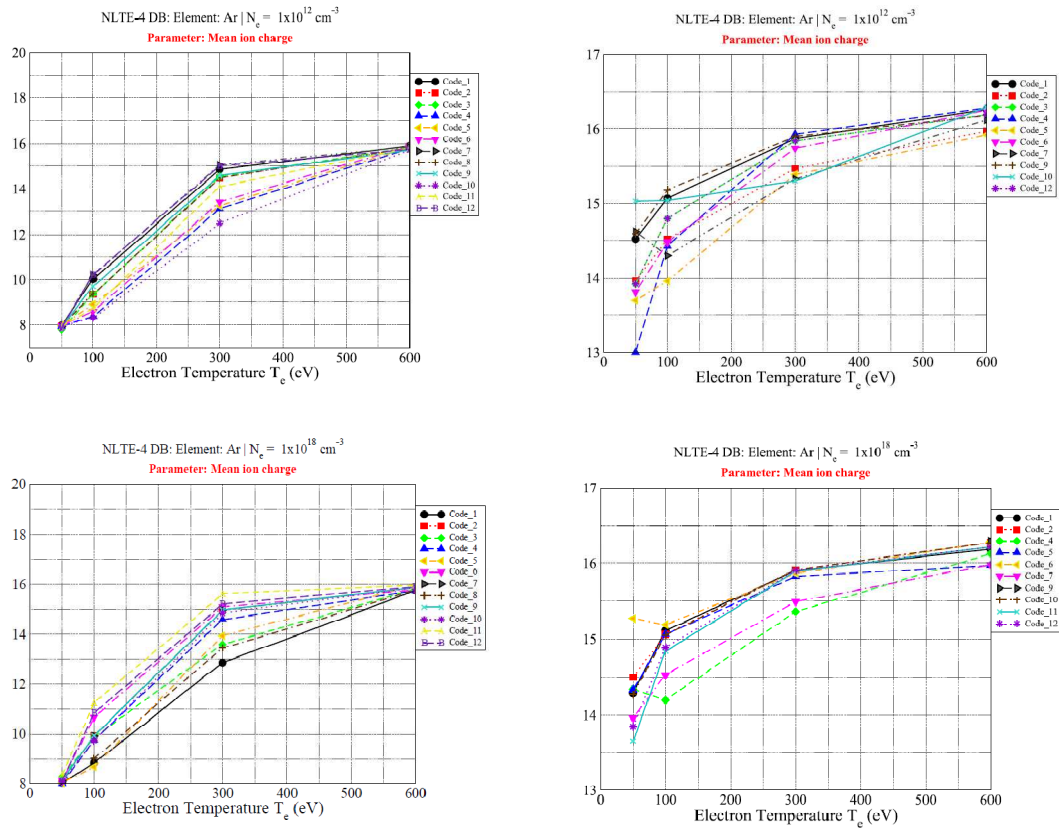 NLTE-4 DB: Element: Ar | Nₑ = 1x10¹² cm⁻³
Parameter: Mean ion charge
20
18
16
14
12
10
8
0 100 200 300 400 500 600
Electron Temperature Tₑ (eV)
Code_1
Code_2
Code_3
Code_4
Code_5
Code_6
Code_7
Code_8
Code_9
Code_10
Code_11
Code_12
NLTE-4 DB: Element: Ar | Nₑ = 1x10¹² cm⁻³
Parameter: Mean ion charge
17
16
15
14
13
0 100 200 300 400 500 600
Electron Temperature Tₑ (eV)
Code_1
Code_2
Code_3
Code_4
Code_5
Code_6
Code_7
Code_8
Code_9
Code_10
Code_12
NLTE-4 DB: Element: Ar | Nₑ = 1x10¹⁸ cm⁻³
Parameter: Mean ion charge
20
18
16
14
12
10
8
0 100 200 300 400 500 600
Electron Temperature Tₑ (eV)
Code_1
Code_2
Code_3
Code_4
Code_5
Code_6
Code_7
Code_8
Code_9
Code_10
Code_11
Code_12
NLTE-4 DB: Element: Ar | Nₑ = 1x10¹⁸ cm⁻³
Parameter: Mean ion charge
17
16
15
14
13
0 100 200 300 400 500 600
Electron Temperature Tₑ (eV)
Code_1
Code_2
Code_4
Code_5
Code_6
Code_7
Code_9
Code_10
Code_11
Code_12